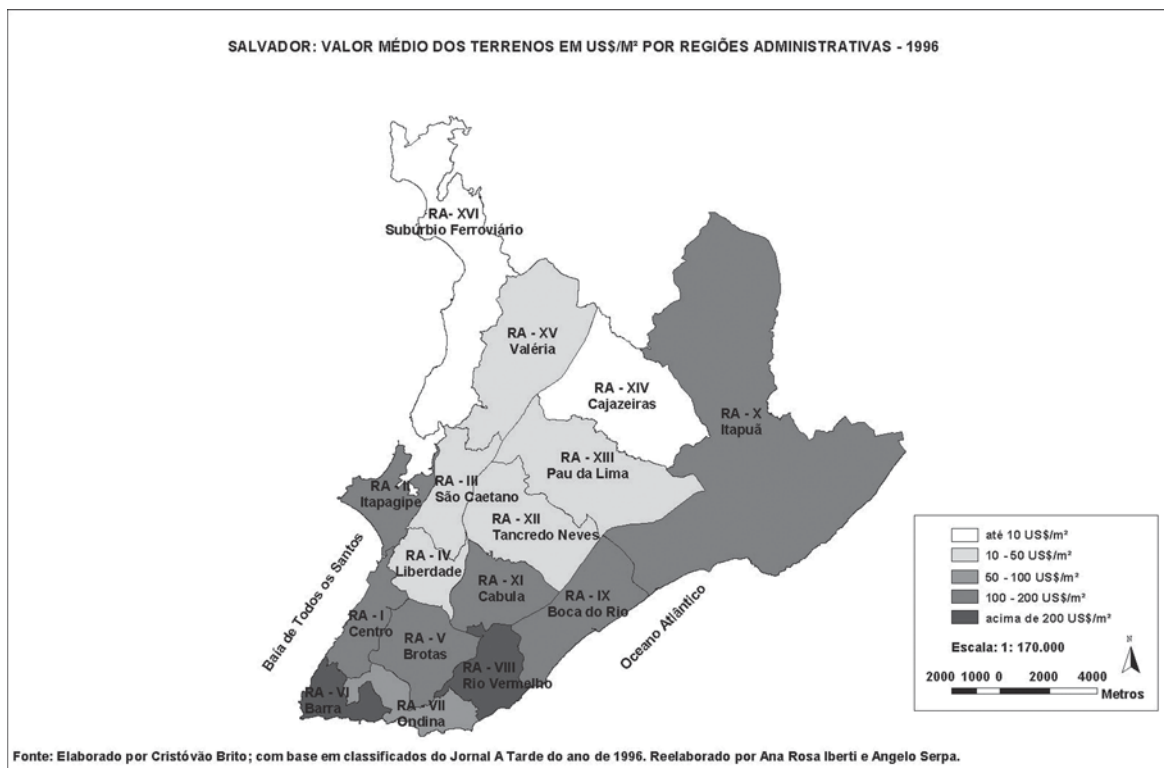 SALVADOR: VALOR MÉDIO DOS TERRENOS EM US$/M² POR REGIÕES ADMINISTRATIVAS - 1996
RA- XVI
Subúrbio Ferroviário
RA - XV
Valéria
RA - XIV
Cajazeiras
RA - X
Itapuã
RA - XIII
Pau da Lima
RA - II
Itapagipe
RA - III
São Caetano
RA - XII
Tancredo Neves
RA - IV
Liberdade
RA - XI
Cabula
RA - IX
Boca do Rio
RA - I
Centro
RA - V
Brotas
RA - VIII
Rio Vermelho
RA - VI
Barra
RA - VII
Ondina
Baía de Todos os Santos
Oceano Atlântico
até 10 US$/m²
10 - 50 US$/m²
50 - 100 US$/m²
100 - 200 US$/m²
acima de 200 US$/m²
Escala: 1: 170.000
N
2000 1000 0 2000 4000
Metros
Fonte: Elaborado por Cristóvão Brito; com base em classificados do Jornal A Tarde do ano de 1996. Reelaborado por Ana Rosa Iberti e Angelo Serpa.